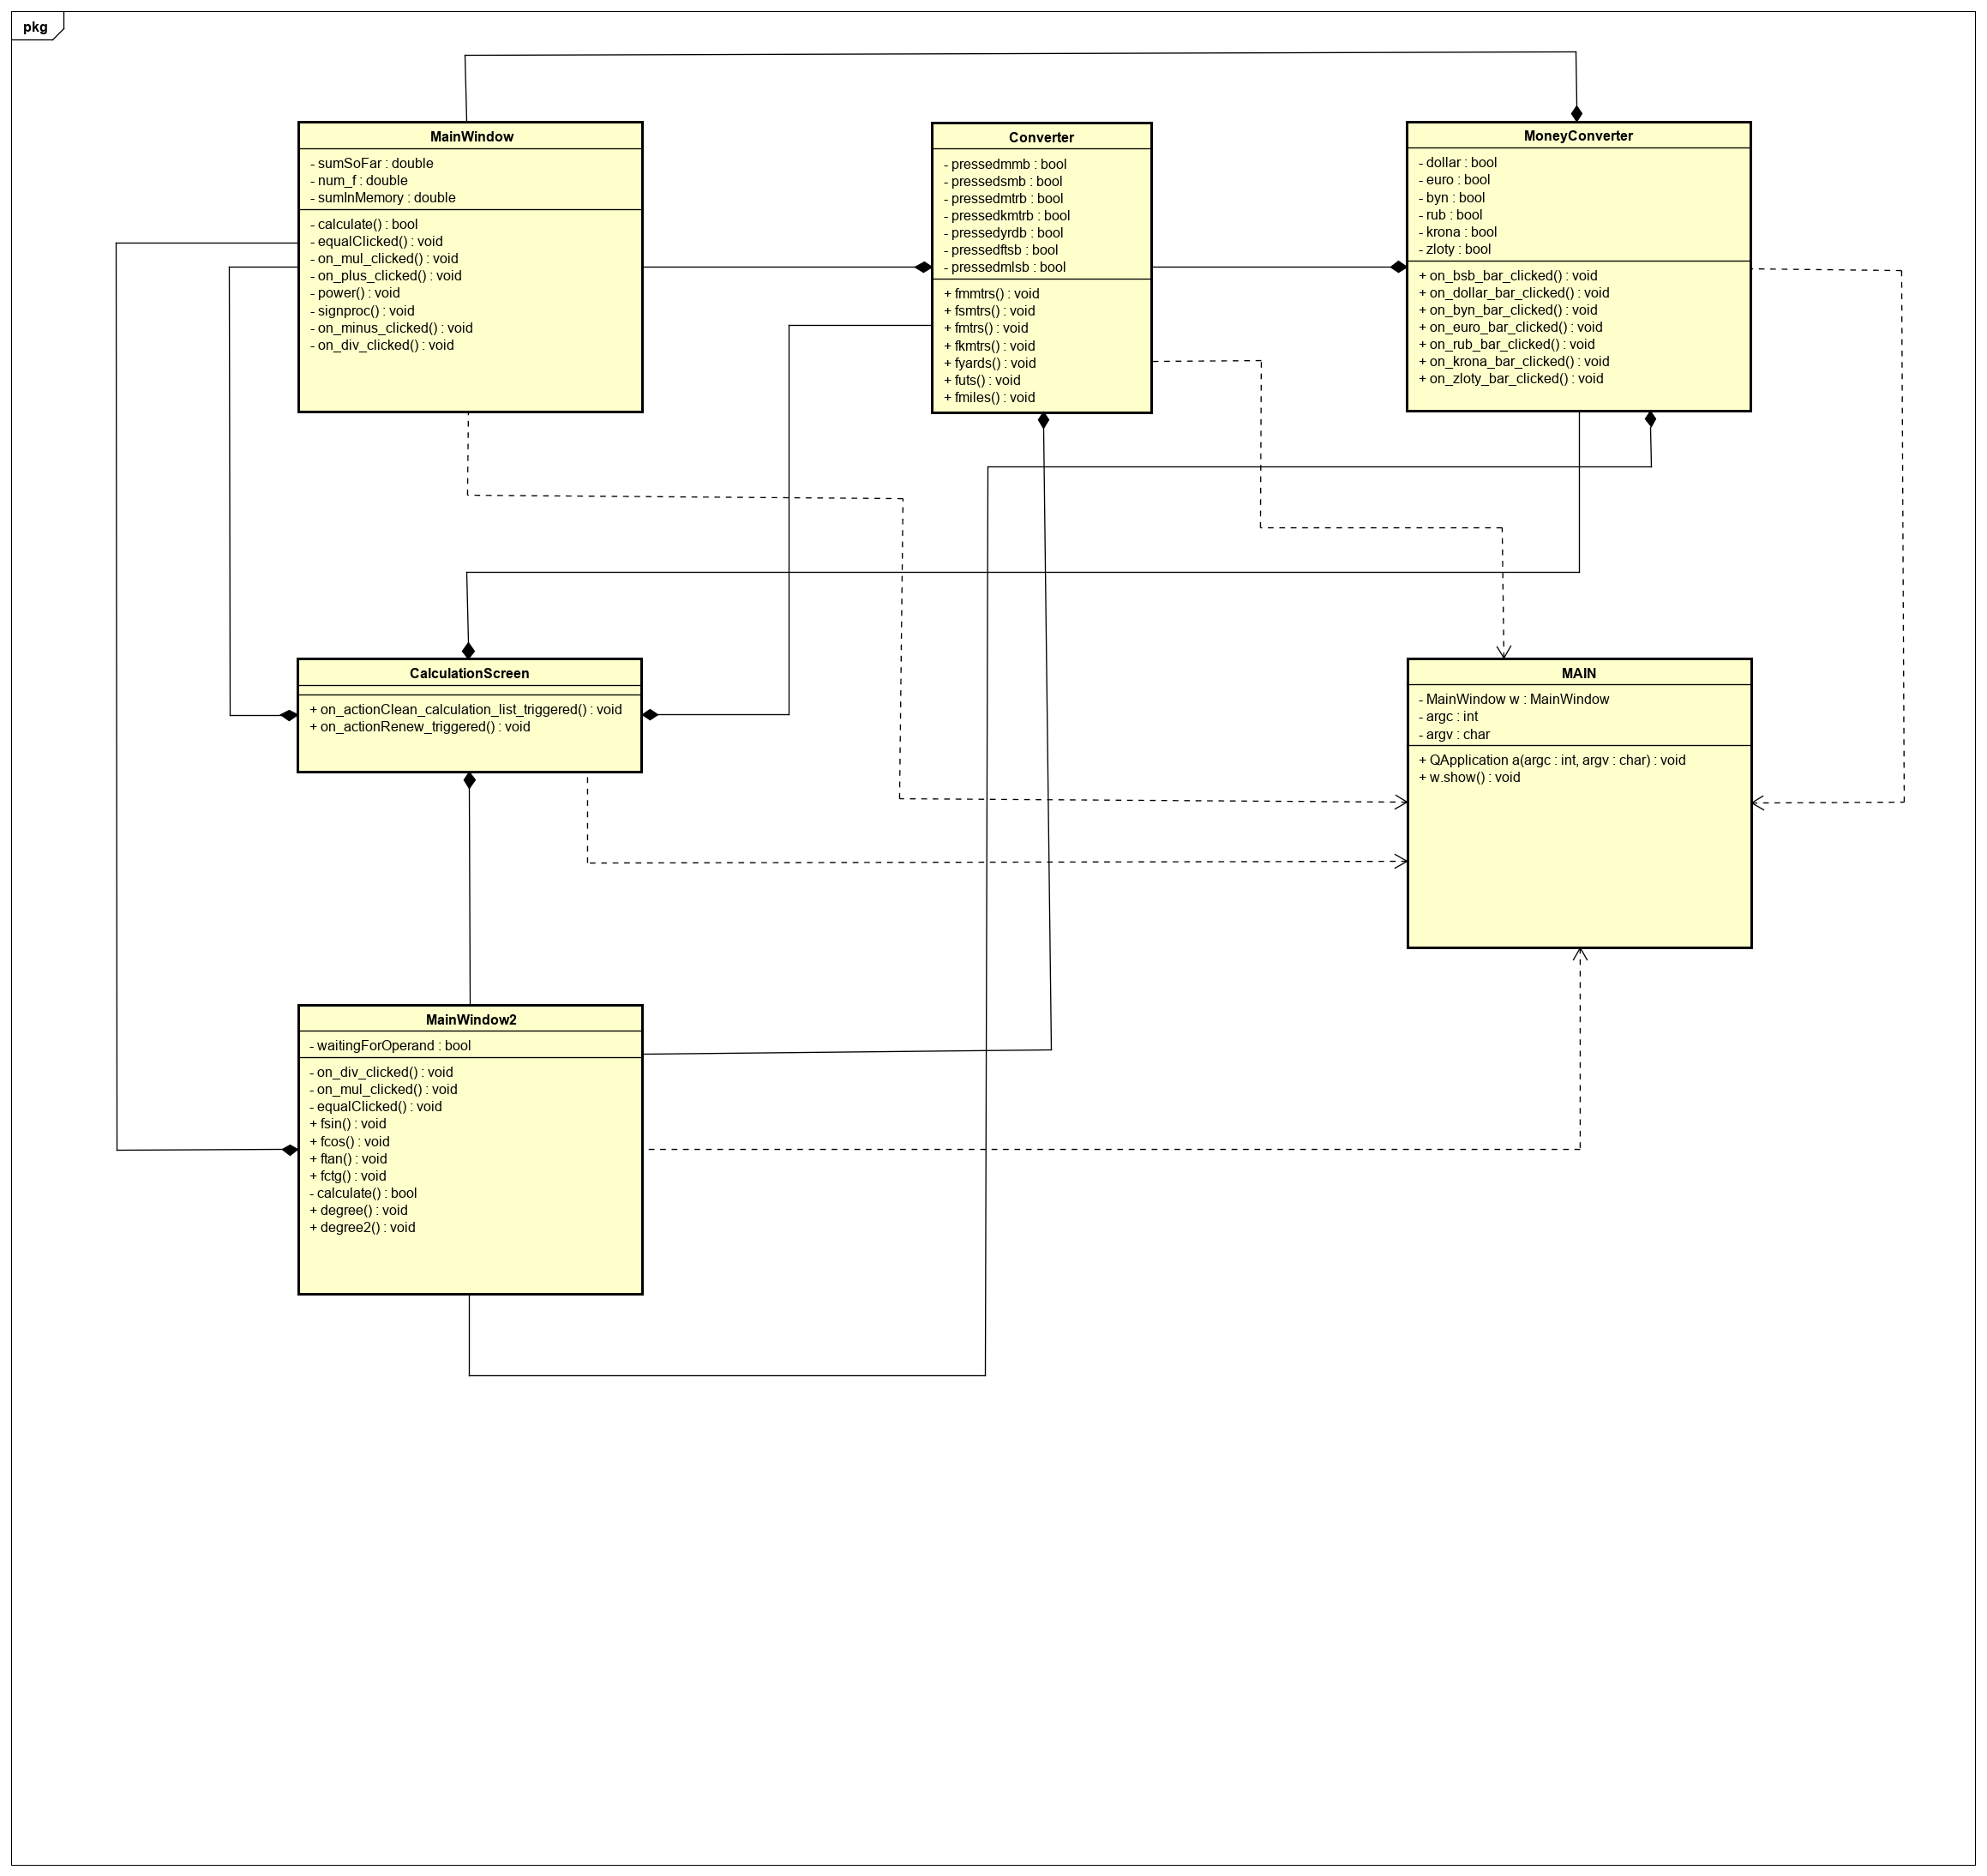 pkg
MainWindow
- sumSoFar : double
- num_f : double
- sumInMemory : double
- calculate() : bool
- equalClicked() : void
- on_mul_clicked() : void
- on_plus_clicked() : void
- power() : void
- signproc() : void
- on_minus_clicked() : void
- on_div_clicked() : void
Converter
- pressedmmb : bool
- pressedsmb : bool
- pressedmtrb : bool
- pressedkmtrb : bool
- pressedyrdb : bool
- pressedftsb : bool
- pressedmlsb : bool
+ fmmtrs() : void
+ fsmtrs() : void
+ fmtrs() : void
+ fkmtrs() : void
+ fyards() : void
+ futs() : void
+ fmiles() : void
MoneyConverter
- dollar : bool
- euro : bool
- byn : bool
- rub : bool
- krona : bool
- zloty : bool
+ on_bsb_bar_clicked() : void
+ on_dollar_bar_clicked() : void
+ on_byn_bar_clicked() : void
+ on_euro_bar_clicked() : void
+ on_rub_bar_clicked() : void
+ on_krona_bar_clicked() : void
+ on_zloty_bar_clicked() : void
CalculationScreen
+ on_actionClean_calculation_list_triggered() : void
+ on_actionRenew_triggered() : void
MAIN
- MainWindow w : MainWindow
- argc : int
- argv : char
+ QApplication a(argc : int, argv : char) : void
+ w.show() : void
MainWindow2
- waitingForOperand : bool
- on_div_clicked() : void
- on_mul_clicked() : void
- equalClicked() : void
+ fsin() : void
+ fcos() : void
+ ftan() : void
+ fctg() : void
- calculate() : bool
+ degree() : void
+ degree2() : void